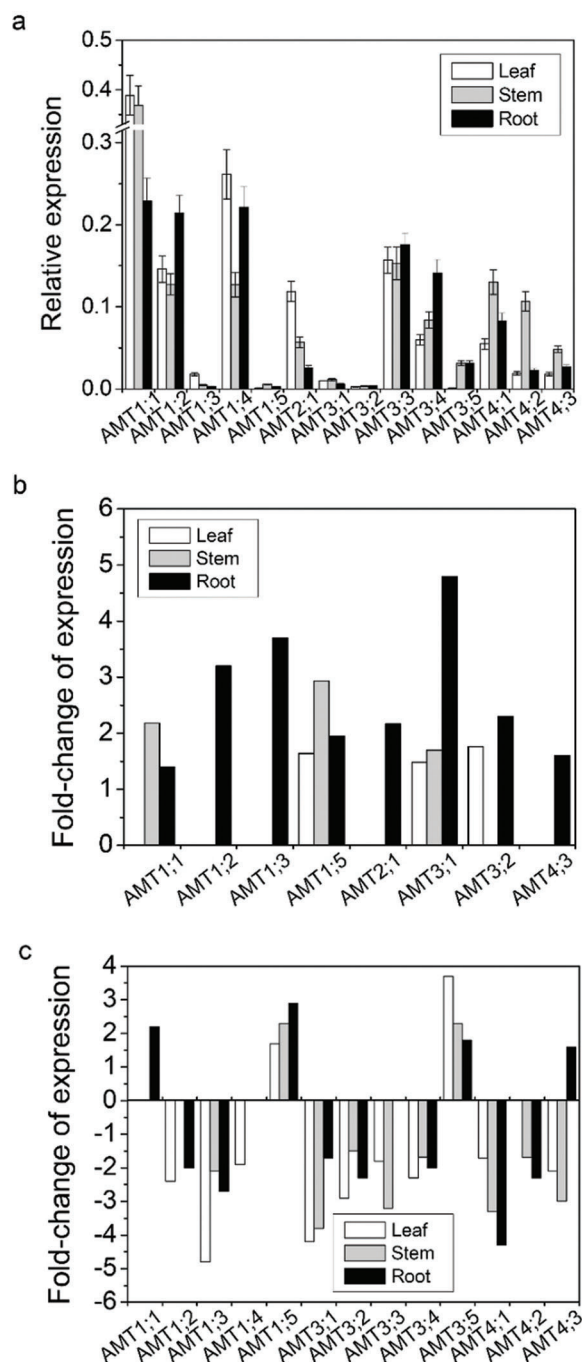 a
Relative expression
0.5
0.4
0.3
0.2
0.1
0.0
Leaf
Stem
Root
AMT1;1
AMT1;2
AMT1;3
AMT1;4
AMT1;5
AMT2;1
AMT3;1
AMT3;2
AMT3;3
AMT3;4
AMT3;5
AMT4;1
AMT4;2
AMT4;3
b
Fold-change of expression
6
5
4
3
2
1
0
Leaf
Stem
Root
AMT1;1
AMT1;2
AMT1;3
AMT1;5
AMT2;1
AMT3;1
AMT3;2
AMT4;3
c
Fold-change of expression
4
3
2
1
0
-1
-2
-3
-4
-5
-6
Leaf
Stem
Root
AMT1;1
AMT1;2
AMT1;3
AMT1;4
AMT1;5
AMT3;1
AMT3;2
AMT3;3
AMT3;4
AMT3;5
AMT4;1
AMT4;2
AMT4;3